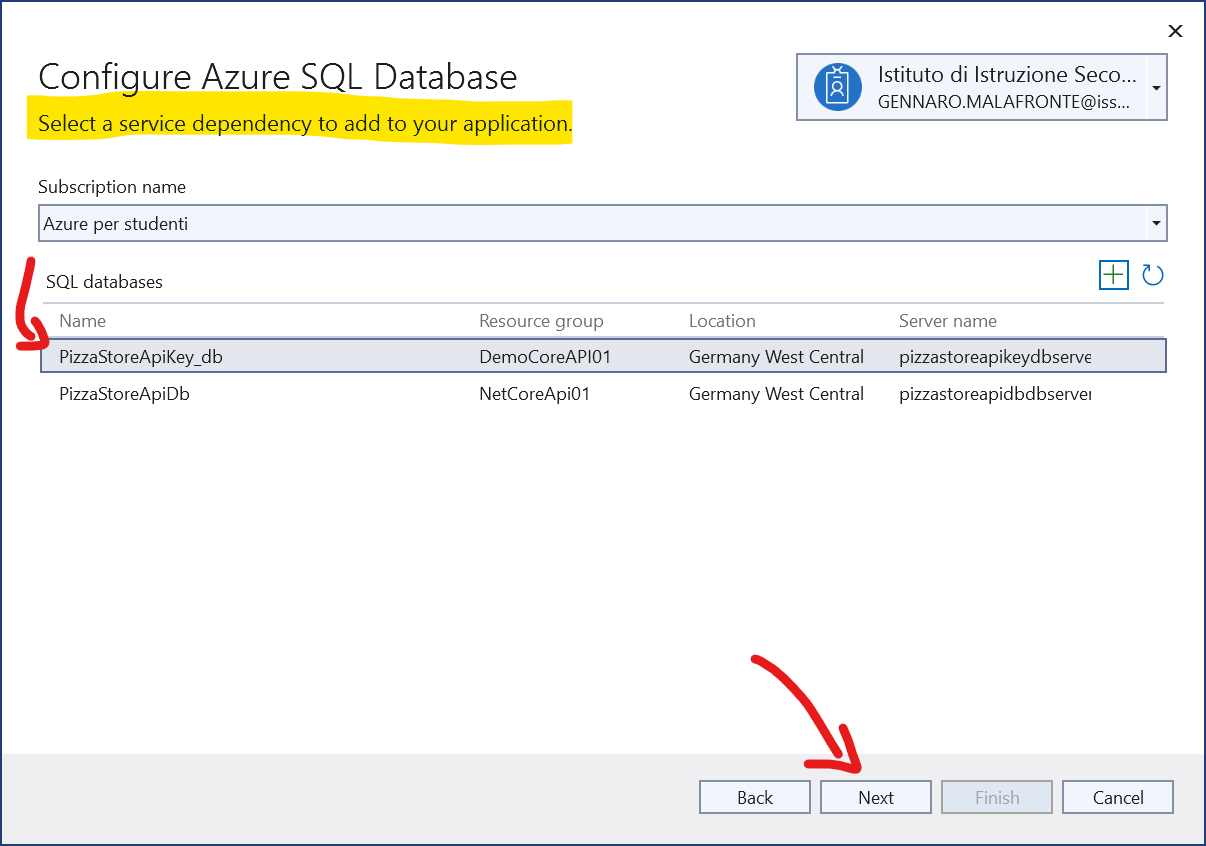 Configure Azure SQL Database
Select a service dependency to add to your application.
Istituto di Istruzione Seco...
GENNARO.MALAFRONTE@iss...
Subscription name
Azure per studenti
SQL databases
Name Resource group Location Server name
PizzaStoreApiKey_db DemoCoreAPI01 Germany West Central pizzastoreapikeydbserve
PizzaStoreApiDb NetCoreApi01 Germany West Central pizzastoreapidbdbserver
Back Next Finish Cancel